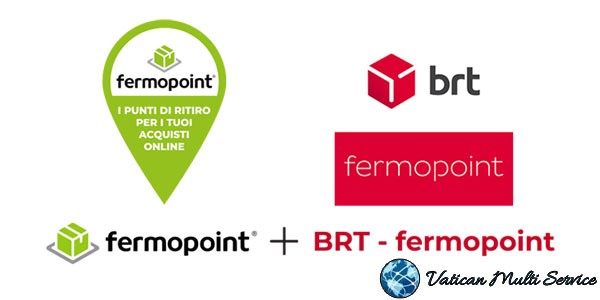 fermopoint®
I PUNTI DI RITIRO
PER I TUOI
ACQUISTI
ONLINE
brt
fermopoint
fermopoint® + BRT - fermopoint
Vatican Multi Service